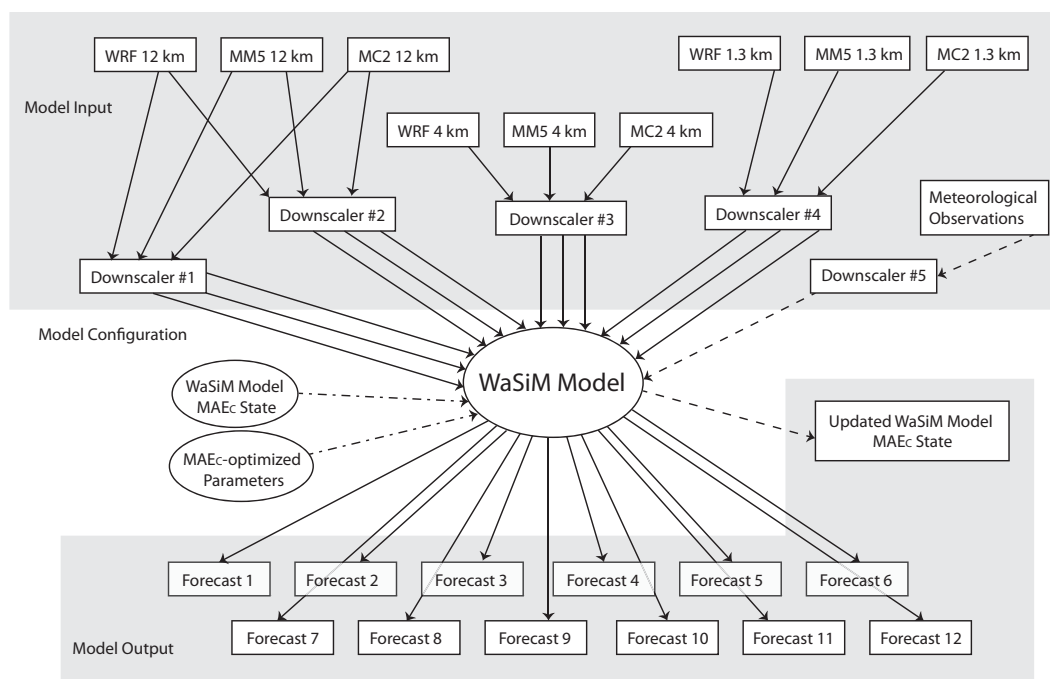 WRF 12 km
MM5 12 km
MC2 12 km
WRF 1.3 km
MM5 1.3 km
MC2 1.3 km
Model Input
WRF 4 km
MM5 4 km
MC2 4 km
Downscaler #2
Downscaler #3
Downscaler #4
Meteorological
Observations
Downscaler #1
Downscaler #5
Model Configuration
WaSiM Model
WaSiM Model
MAEC State
MAEC-optimized
Parameters
Updated WaSiM Model
MAEC State
Forecast 1
Forecast 2
Forecast 3
Forecast 4
Forecast 5
Forecast 6
Forecast 7
Forecast 8
Forecast 9
Forecast 10
Forecast 11
Forecast 12
Model Output